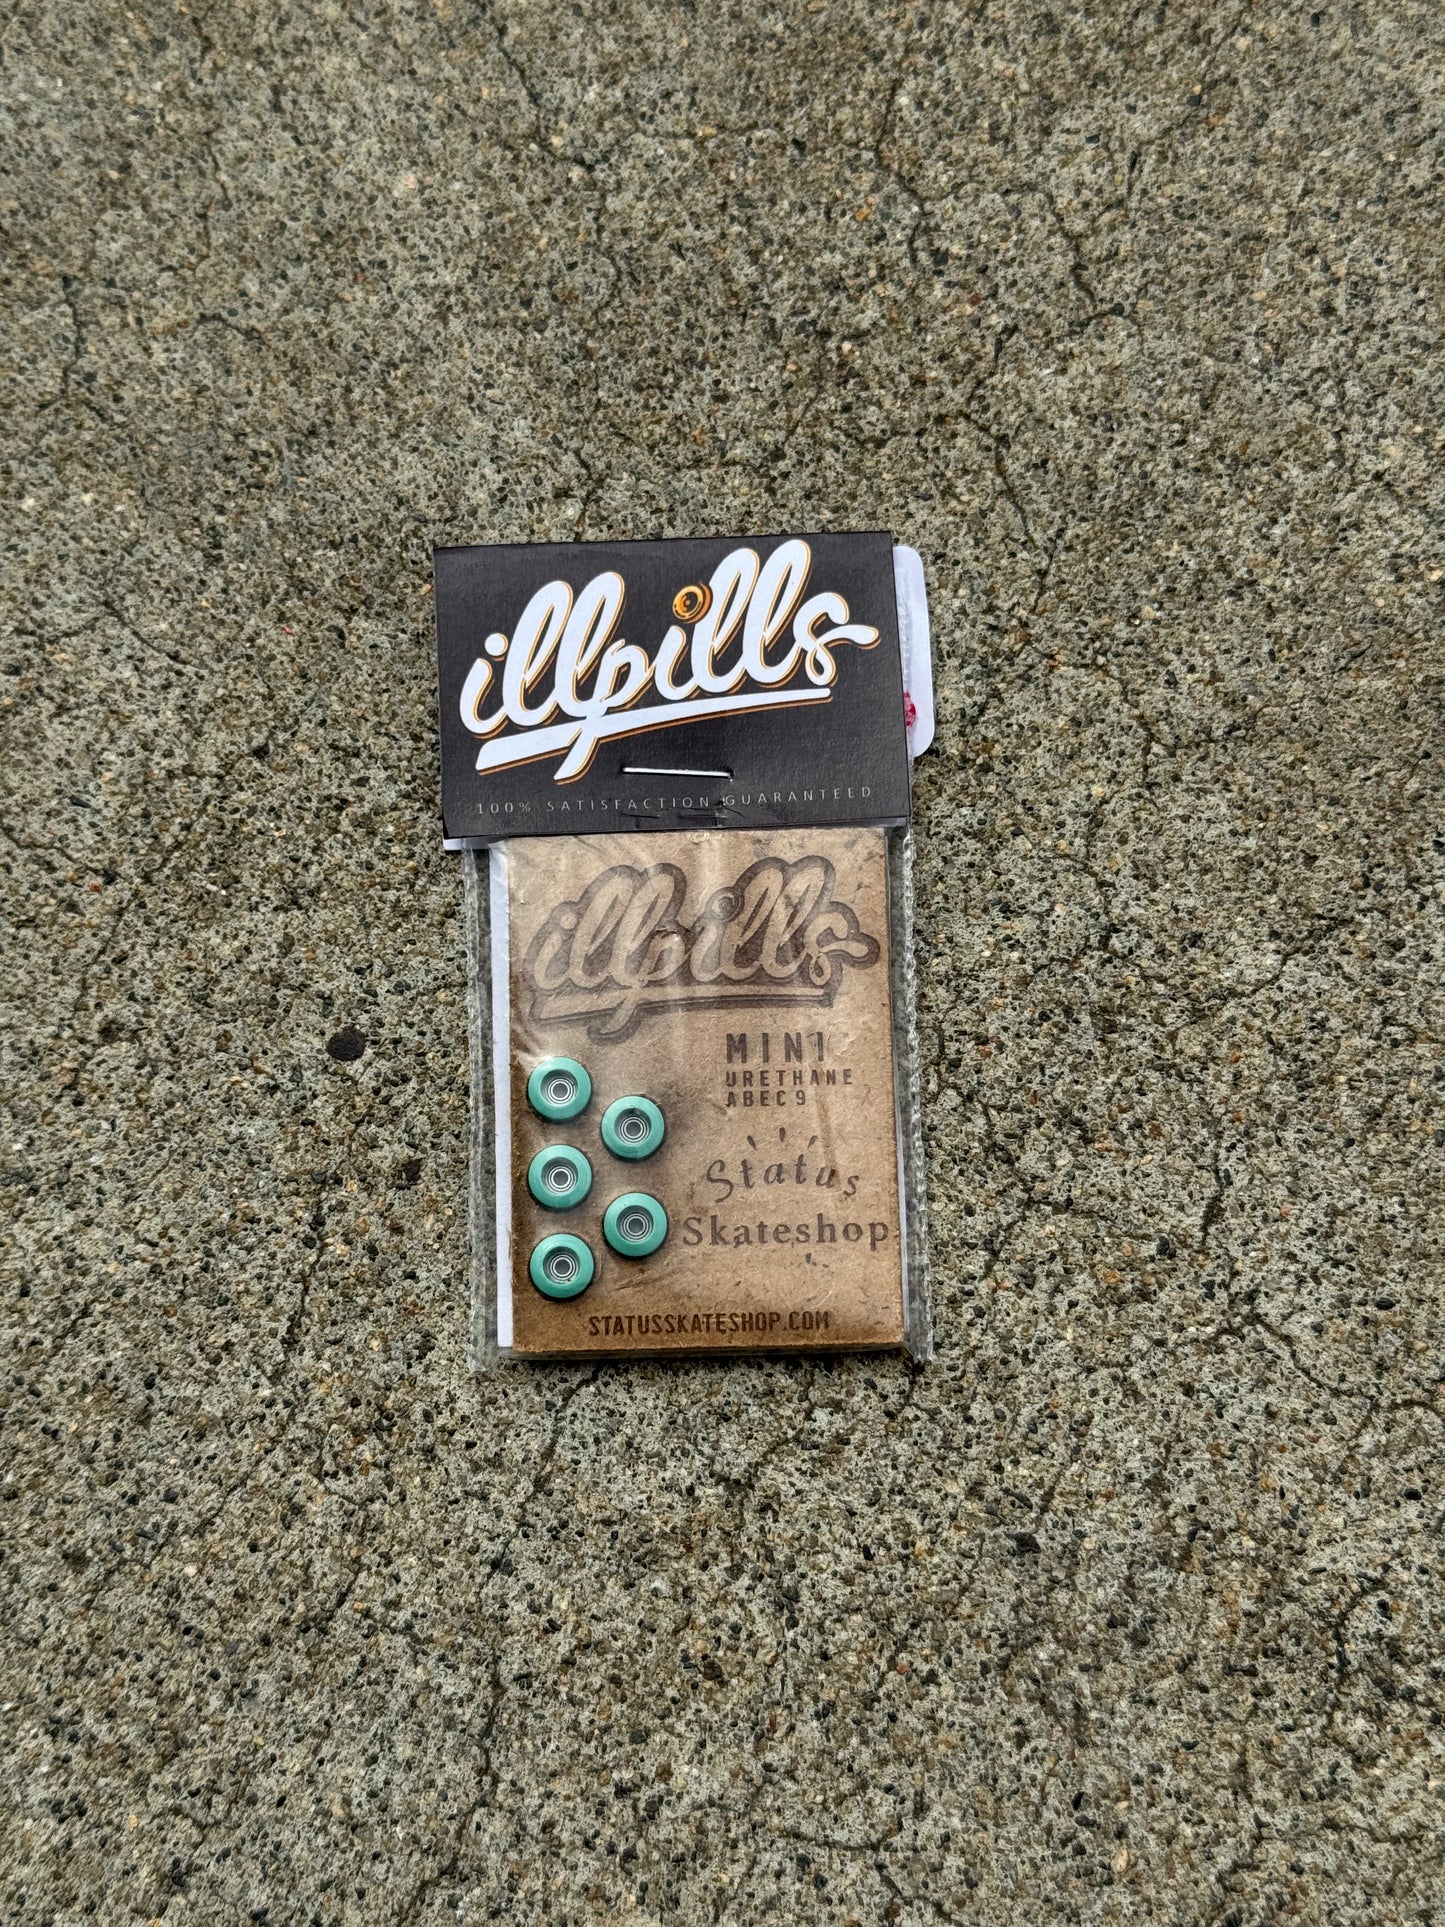 illpills
100% SATISFACTION GUARANTEED
illpills
MINI
URETHANE
ABEC 9
Status
Skateshop
STATUSSKATESHOP.COM